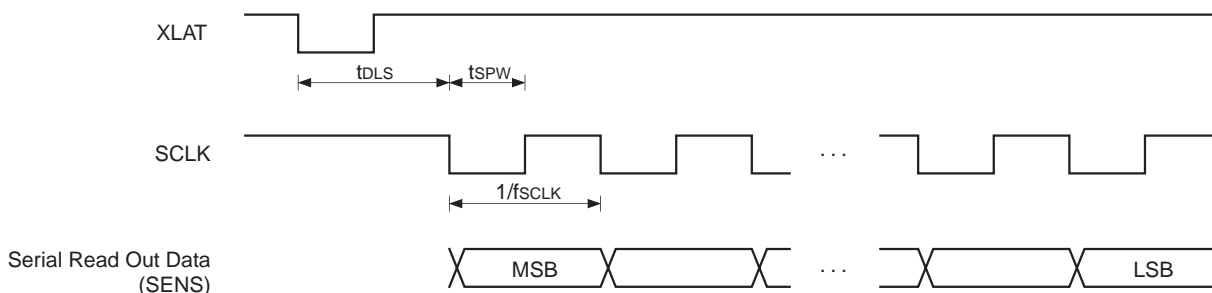 XLAT
tDLS tSPW
SCLK
. . .
1/fSCLK
Serial Read Out Data
(SENS)
MSB . . . LSB